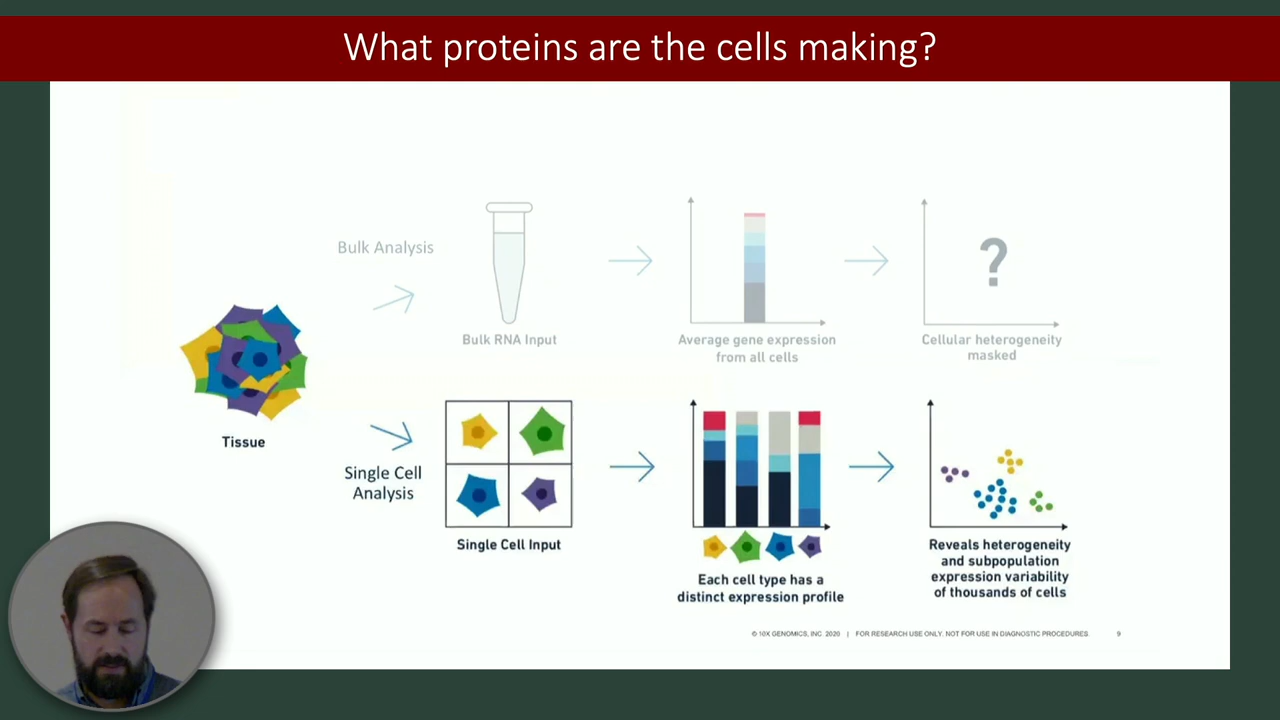 What proteins are the cells making?
Bulk Analysis
Bulk RNA Input
Average gene expression
from all cells
?
Cellular heterogeneity
masked
Tissue
Single Cell
Analysis
Single Cell Input
Each cell type has a
distinct expression profile
Reveals heterogeneity
and subpopulation
expression variability
of thousands of cells
© 10X GENOMICS, INC. 2020 | FOR RESEARCH USE ONLY. NOT FOR USE IN DIAGNOSTIC PROCEDURES. 9